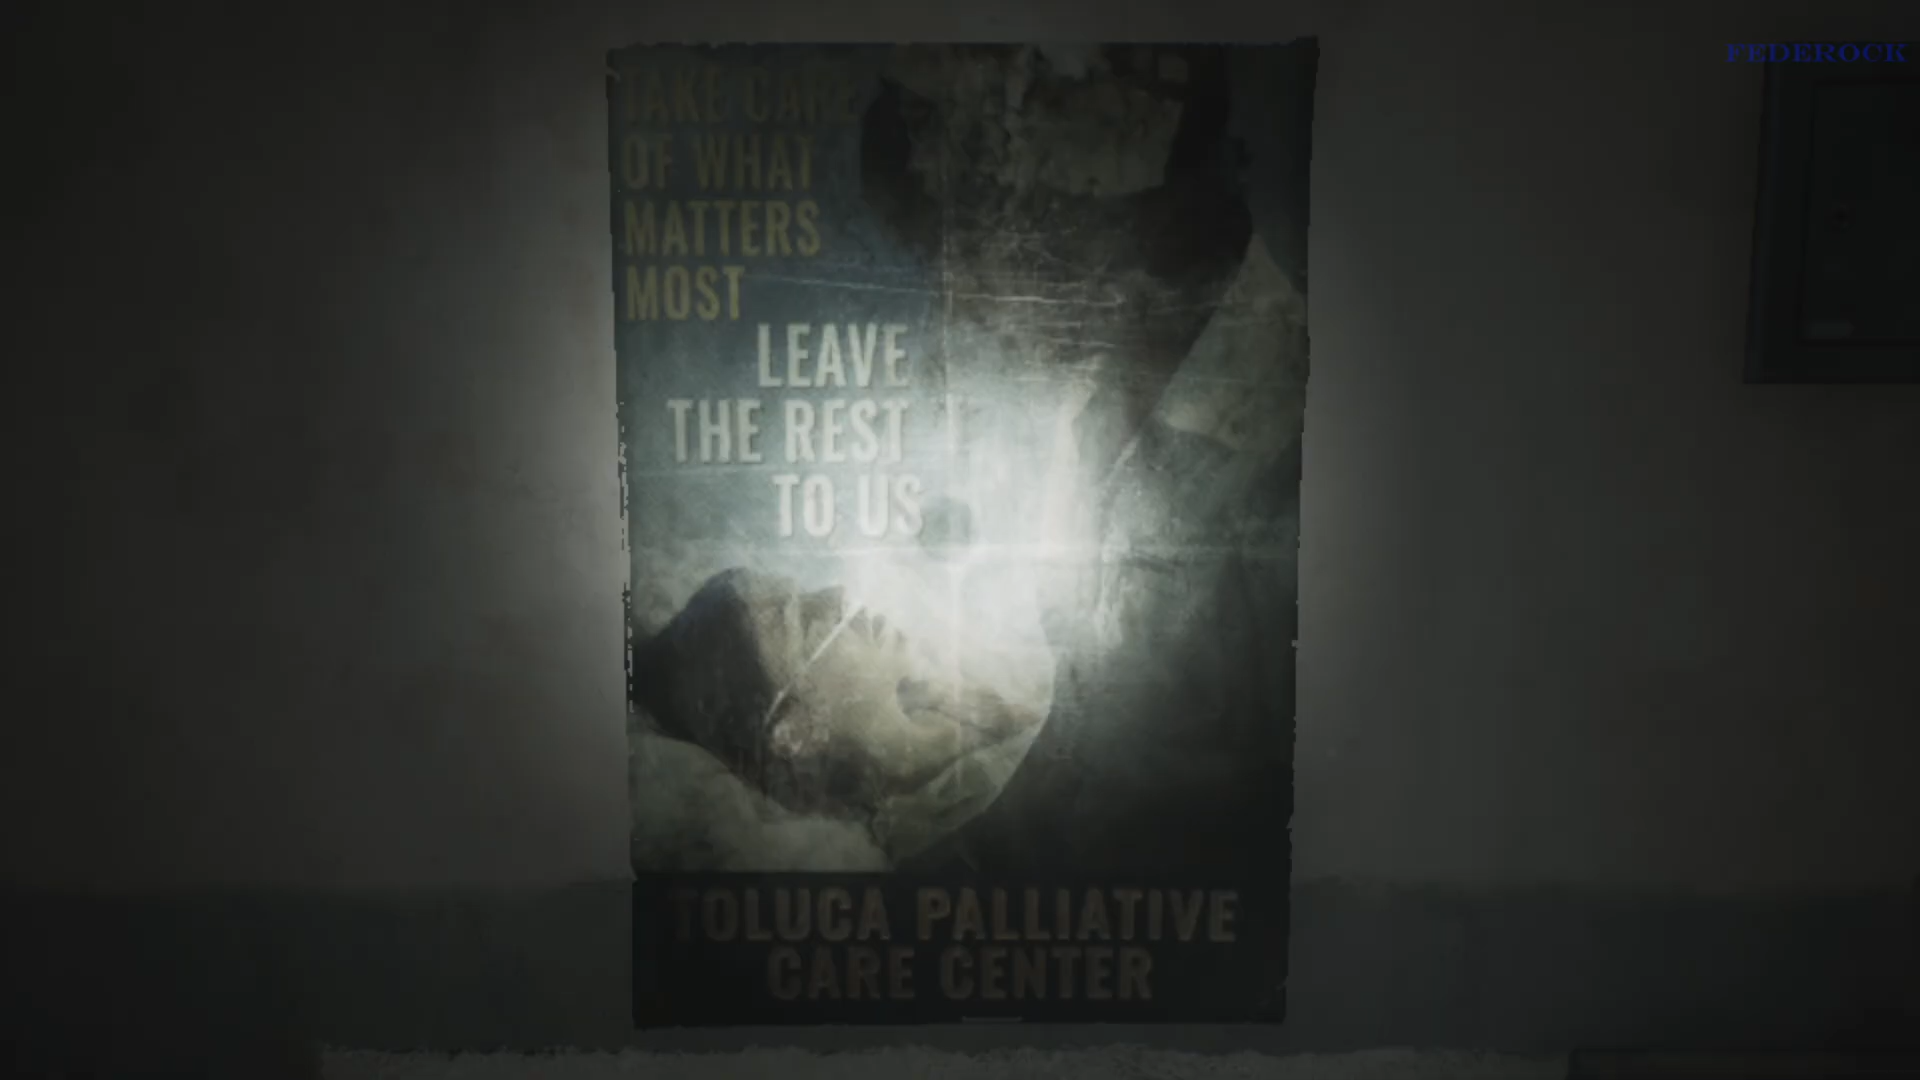 FEDEROCK
TAKE CARE
OF WHAT
MATTERS
MOST
LEAVE
THE REST
TO US
TOLUCA PALLIATIVE
CARE CENTER